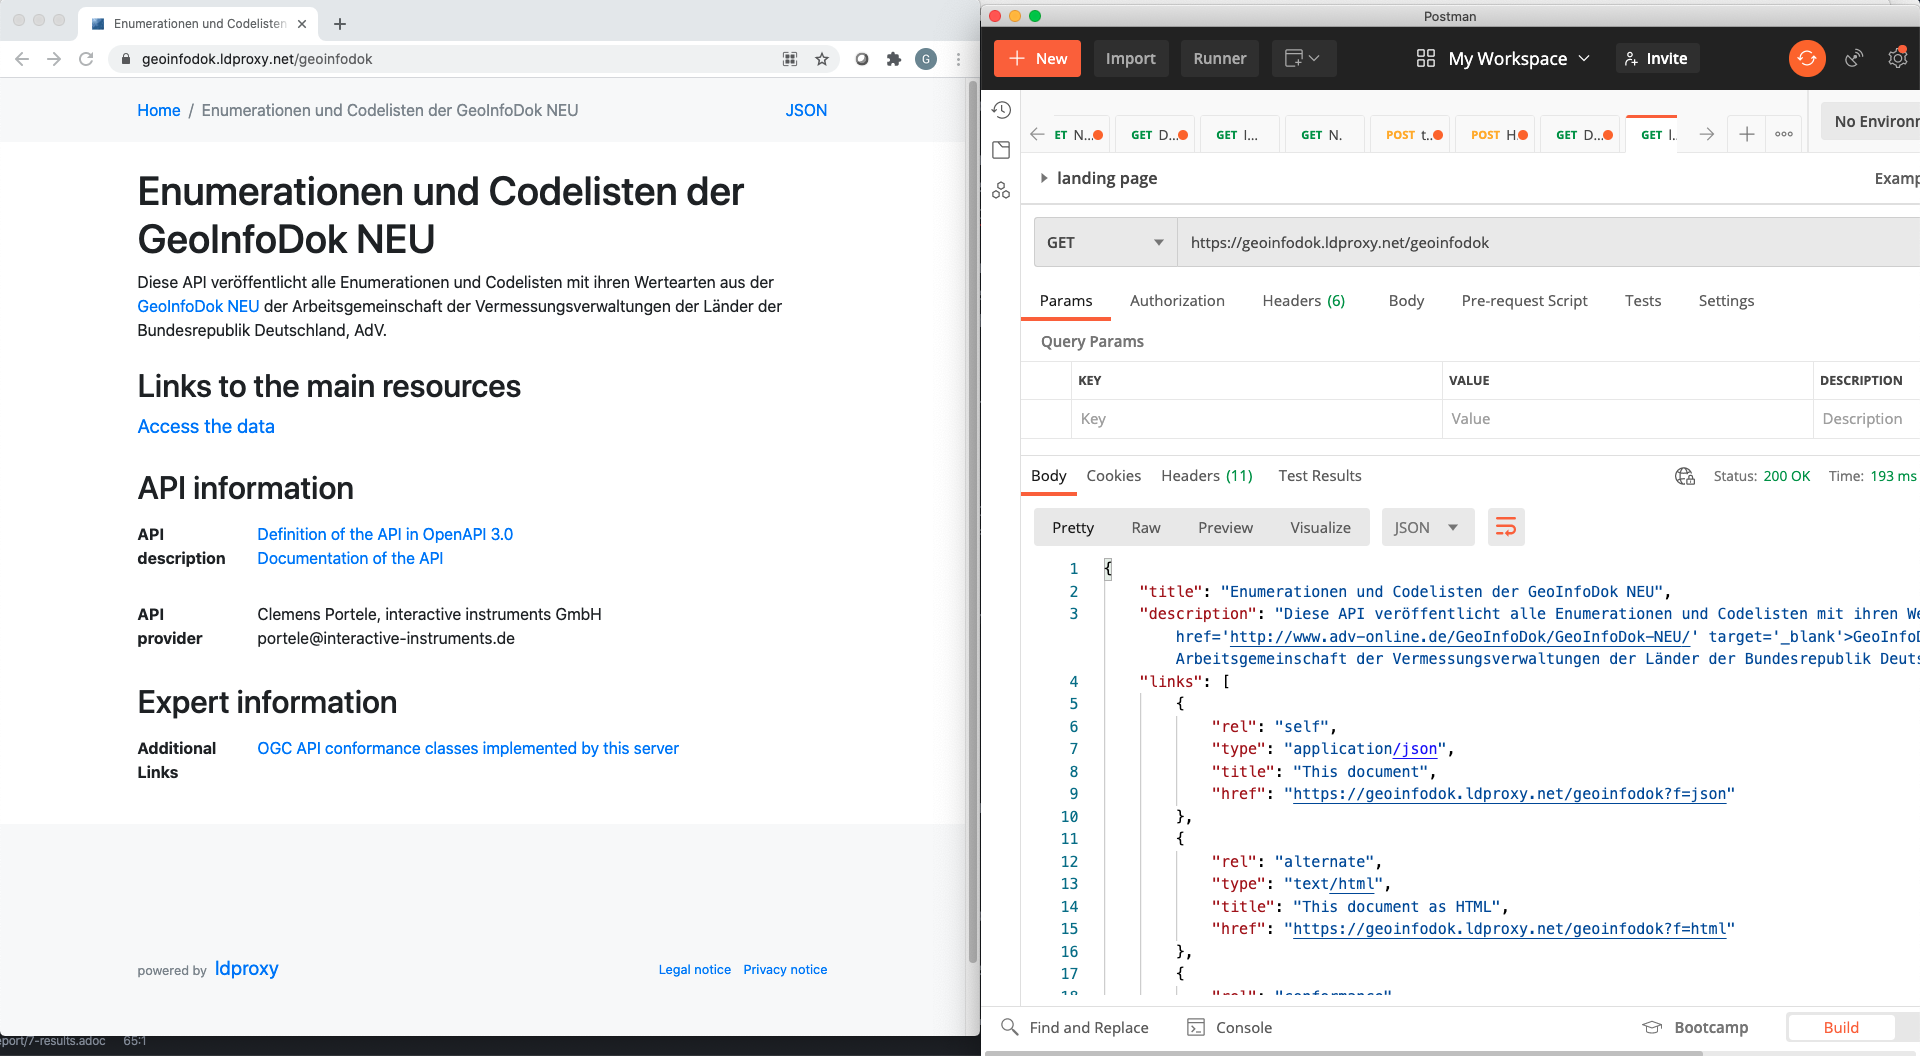 Enumerationen und Codelisten
geoinfodok.ldproxy.net/geoinfodok
G
Home / Enumerationen und Codelisten der GeoInfoDok NEU
JSON
Enumerationen und Codelisten der
GeoInfoDok NEU
Diese API veröffentlicht alle Enumerationen und Codelisten mit ihren Wertearten aus der
GeoInfoDok NEU der Arbeitsgemeinschaft der Vermessungsverwaltungen der Länder der
Bundesrepublik Deutschland, AdV.
Links to the main resources
Access the data
API information
API
description
Definition of the API in OpenAPI 3.0
Documentation of the API
API
provider
Clemens Portele, interactive instruments GmbH
portele@interactive-instruments.de
Expert information
Additional
Links
OGC API conformance classes implemented by this server
powered by ldproxy
Legal notice Privacy notice
port/7-results.adoc 65:1
Postman
New Import Runner
My Workspace
Invite
ET N... GET D... GET I... GET N. POST t... POST H. GET D... GET I..
No Environ
landing page
Examp
GET https://geoinfodok.ldproxy.net/geoinfodok
Params Authorization Headers (6) Body Pre-request Script Tests Settings
Query Params
KEY VALUE DESCRIPTION
Key Value Description
Body Cookies Headers (11) Test Results
Status: 200 OK Time: 193 ms
Pretty Raw Preview Visualize JSON
1 {
2 "title": "Enumerationen und Codelisten der GeoInfoDok NEU",
3 "description": "Diese API veröffentlicht alle Enumerationen und Codelisten mit ihren We
href='http://www.adv-online.de/GeoInfoDok/GeoInfoDok-NEU/' target='_blank'>GeoInfoD
Arbeitsgemeinschaft der Vermessungsverwaltungen der Länder der Bundesrepublik Deuts
4 "links": [
5 {
6 "rel": "self",
7 "type": "application/json",
8 "title": "This document",
9 "href": "https://geoinfodok.ldproxy.net/geoinfodok?f=json"
10 },
11 {
12 "rel": "alternate",
13 "type": "text/html",
14 "title": "This document as HTML",
15 "href": "https://geoinfodok.ldproxy.net/geoinfodok?f=html"
16 },
17 {
18 "rel": "conformance"
Find and Replace Console
Bootcamp Build